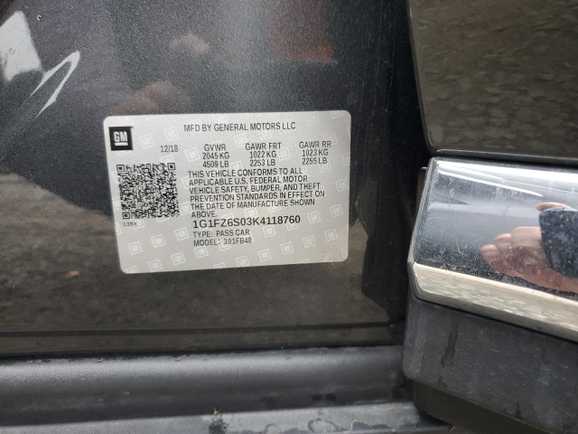 GM
MFD BY GENERAL MOTORS LLC
12/18 GVWR GAWR FRT GAWR RR
2045 KG 1022 KG 1023 KG
4509 LB 2253 LB 2255 LB
THIS VEHICLE CONFORMS TO ALL
APPLICABLE U.S. FEDERAL MOTOR
VEHICLE SAFETY, BUMPER, AND THEFT
PREVENTION STANDARDS IN EFFECT ON
THE DATE OF MANUFACTURE SHOWN
ABOVE.
1G1FZ6S03K4118760
TYPE: PASS CAR
MODEL: